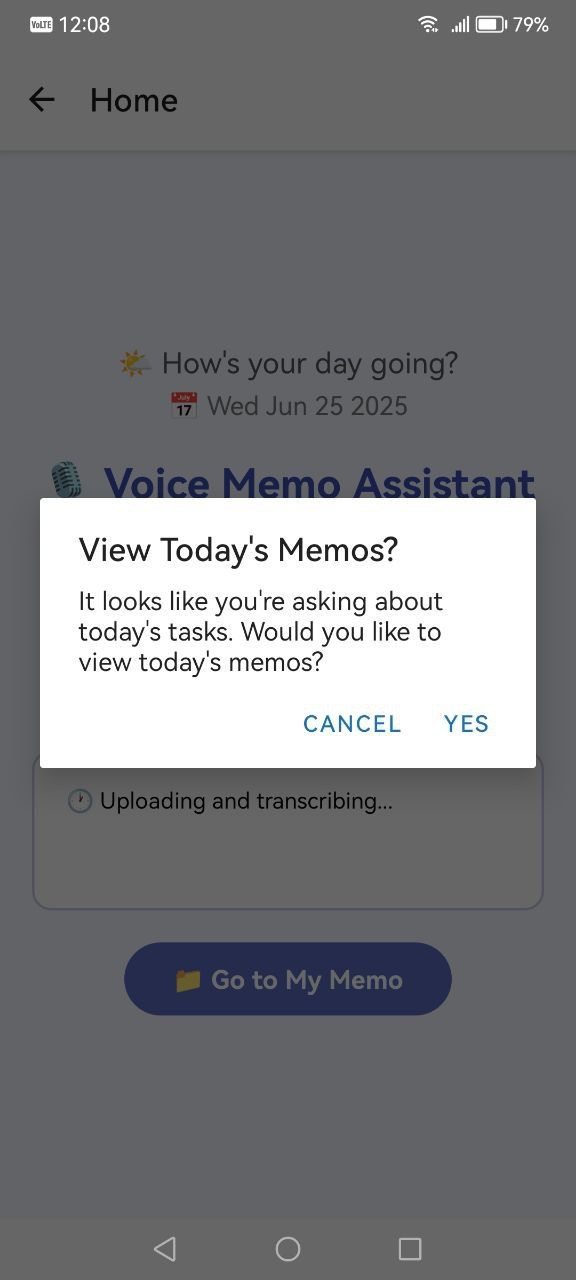 VoLTE 12:08 79%
Home
How's your day going?
July
17
Wed Jun 25 2025
Voice Memo Assistant
View Today's Memos?
It looks like you're asking about
today's tasks. Would you like to
view today's memos?
CANCEL YES
Uploading and transcribing...
Go to My Memo